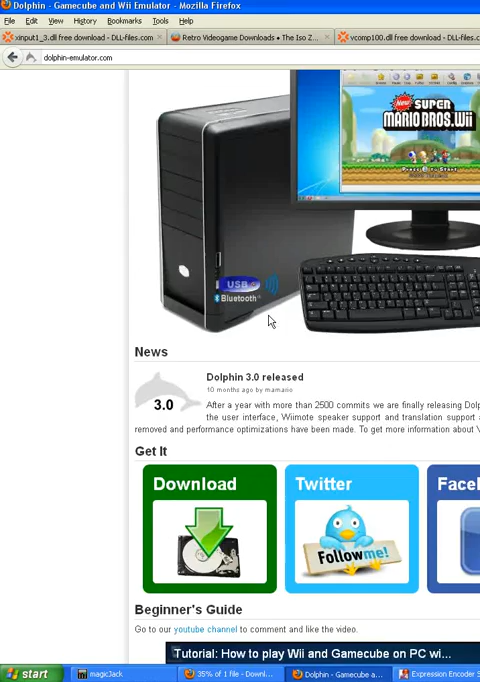 Dolphin - Gamecube and Wii Emulator - Mozilla Firefox
File Edit View History Bookmarks Tools Help
xinput1_3.dll free download - DLL-files.com
Retro Videogame Downloads • The Iso Z...
vcomp100.dll free download - DLL-files.c
dolphin-emulator.com
New SUPER
MARIO BROS. Wii
USB
Bluetooth
News
Dolphin 3.0 released
10 months ago by mamario
3.0
After a year with more than 2500 commits we are finally releasing Dolp
the user interface, Wiimote speaker support and translation support a
removed and performance optimizations have been made. To get more information about V
Get It
Download
Twitter
Faceb
Follow me!
Beginner's Guide
Go to our youtube channel to comment and like the video.
Tutorial: How to play Wii and Gamecube on PC wi...
start
magicJack
35% of 1 file - Downl...
Dolphin - Gamecube a...
Expression Encoder S